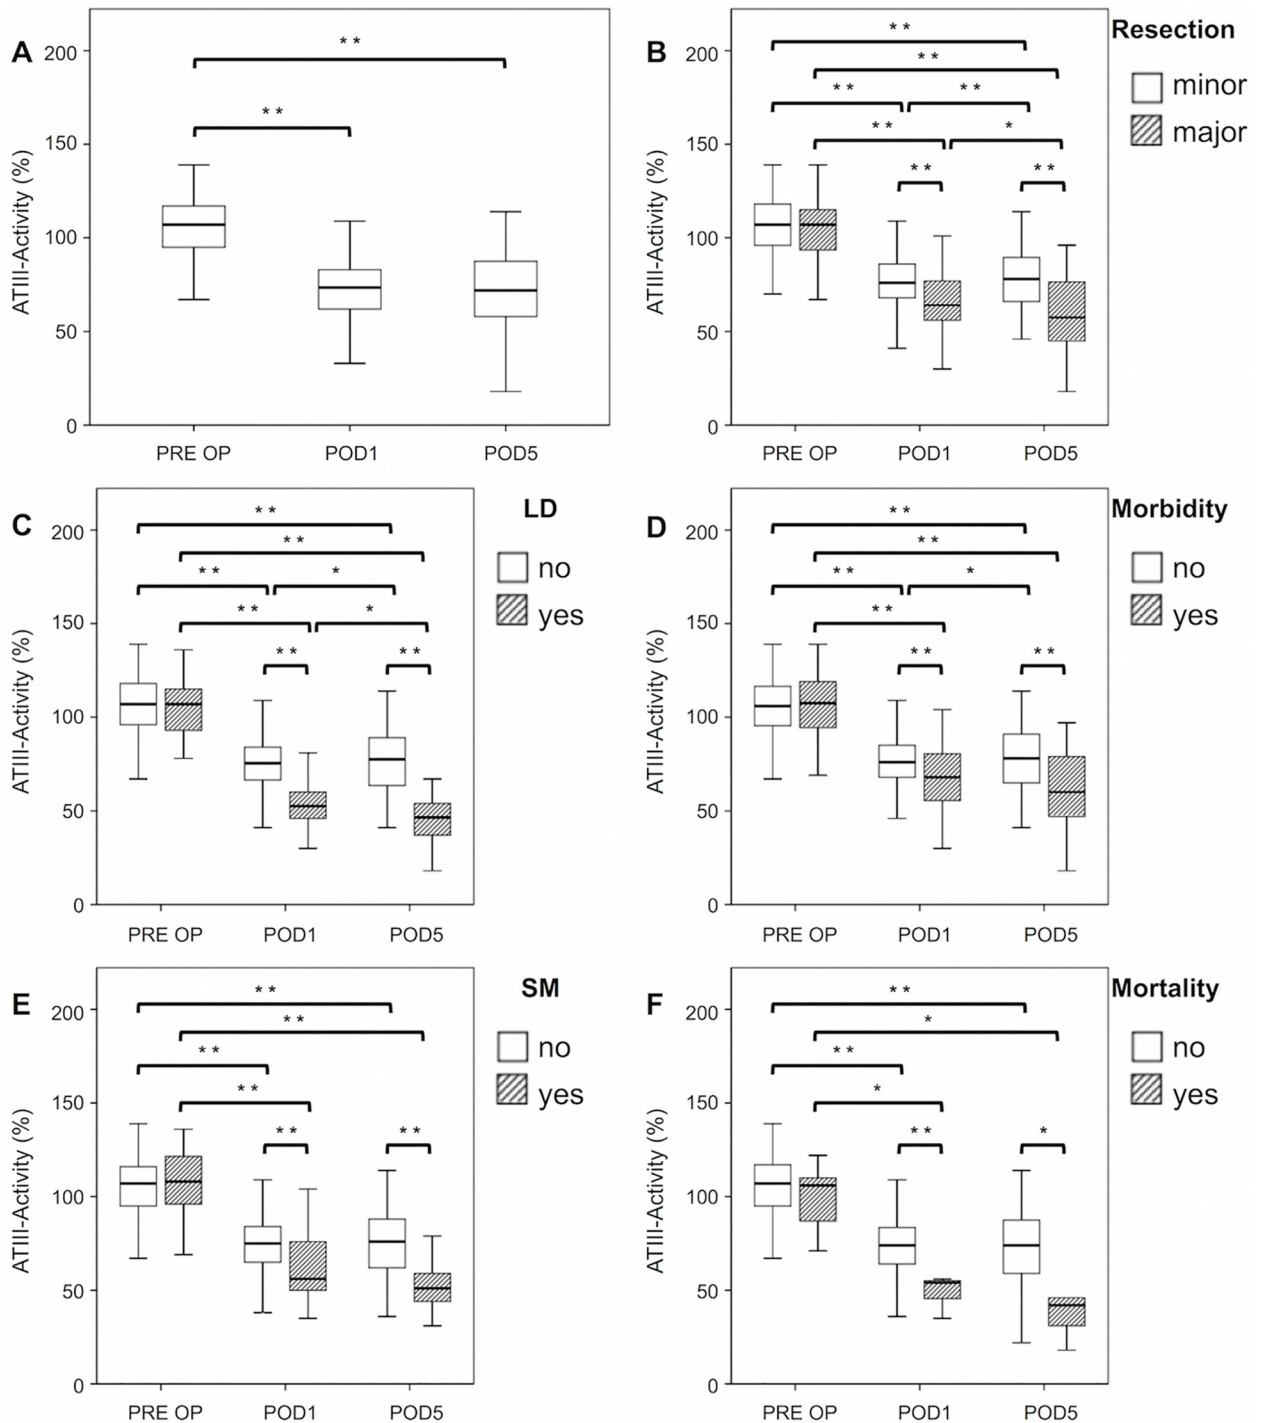 A
ATIII-Activity (%)
200
150
100
50
0
* *
* *
PRE OP
POD1
POD5
B
ATIII-Activity (%)
200
150
100
50
0
* *
* *
* *
* *
* *
*
* *
* *
PRE OP
POD1
POD5
Resection
minor
major
C
ATIII-Activity (%)
200
150
100
50
0
* *
* *
* *
*
* *
*
* *
* *
PRE OP
POD1
POD5
LD
no
yes
D
ATIII-Activity (%)
200
150
100
50
0
* *
* *
* *
*
* *
* *
* *
PRE OP
POD1
POD5
Morbidity
no
yes
E
ATIII-Activity (%)
200
150
100
50
0
* *
* *
* *
* *
* *
* *
PRE OP
POD1
POD5
SM
no
yes
F
ATIII-Activity (%)
200
150
100
50
0
* *
*
* *
*
* *
*
PRE OP
POD1
POD5
Mortality
no
yes